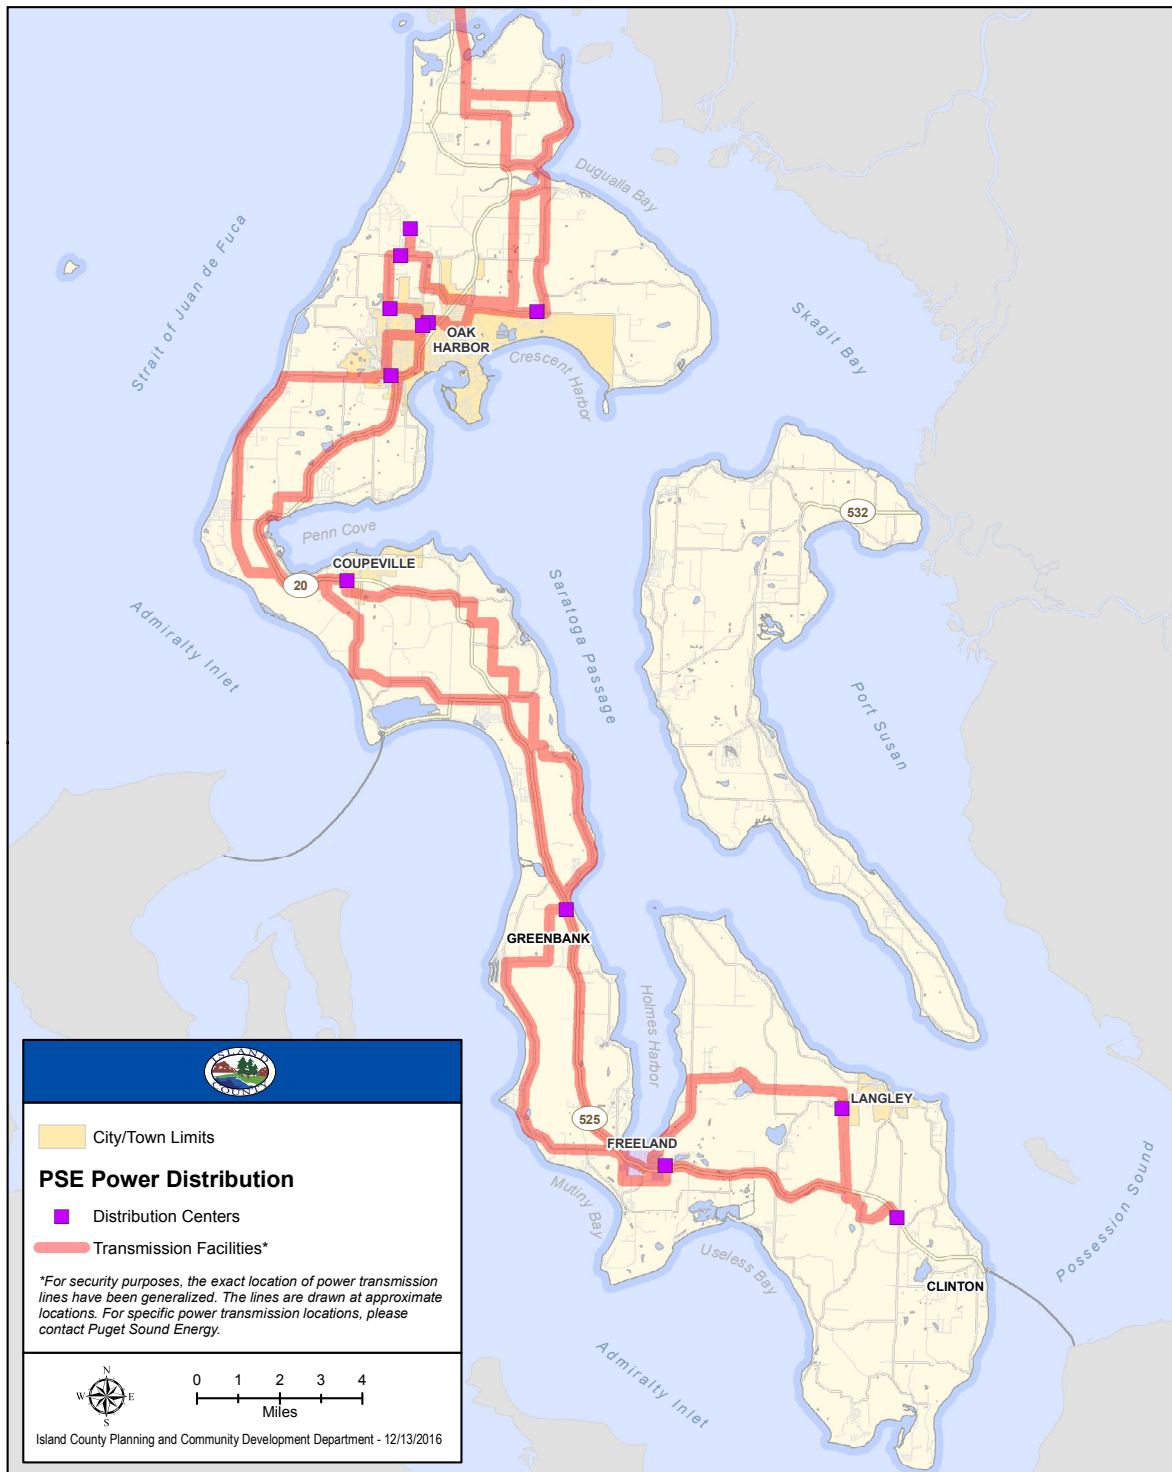 Dugualla Bay
Strait of Juan de Fuca
Skagit Bay
OAK
HARBOR
Crescent Harbor
532
Penn Cove
COUPEVILLE
20
Saratoga Passage
Admiralty Inlet
Port Susan
GREENBANK
Holmes Harbor
LANGLEY
525
FREELAND
Mutiny Bay
Useless Bay
Possession Sound
CLINTON
Admiralty Inlet
ISLAND
COUNTY
City/Town Limits
PSE Power Distribution
Distribution Centers
Transmission Facilities*
*For security purposes, the exact location of power transmission
lines have been generalized. The lines are drawn at approximate
locations. For specific power transmission locations, please
contact Puget Sound Energy.
N
W E
S
0 1 2 3 4
Miles
Island County Planning and Community Development Department - 12/13/2016